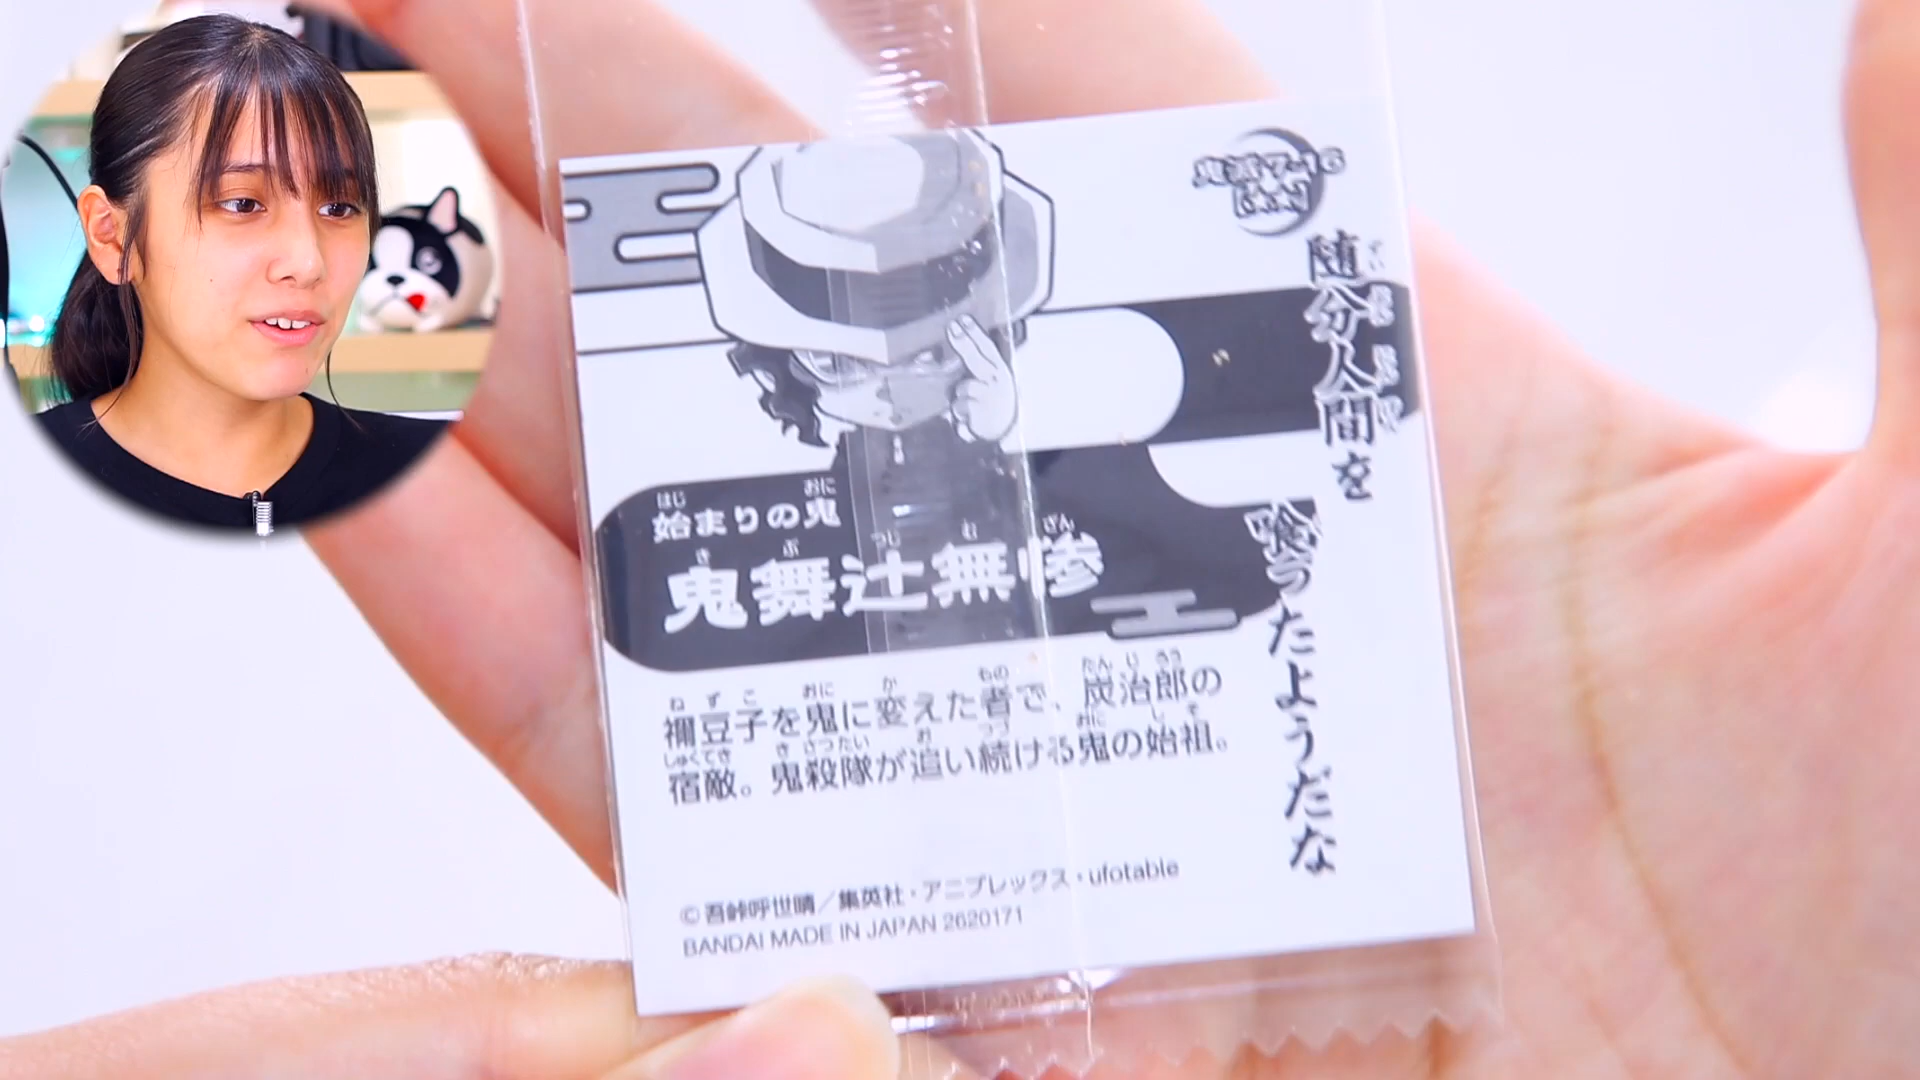 随分人間を
喰ったようだな
始まりの鬼
鬼舞辻無惨
禰豆子を鬼に変えた者で、炭治郎の
宿敵。鬼殺隊が追い続ける鬼の始祖。
©吾峠呼世晴／集英社・アニプレックス・ufotable
BANDAI MADE IN JAPAN 2620171